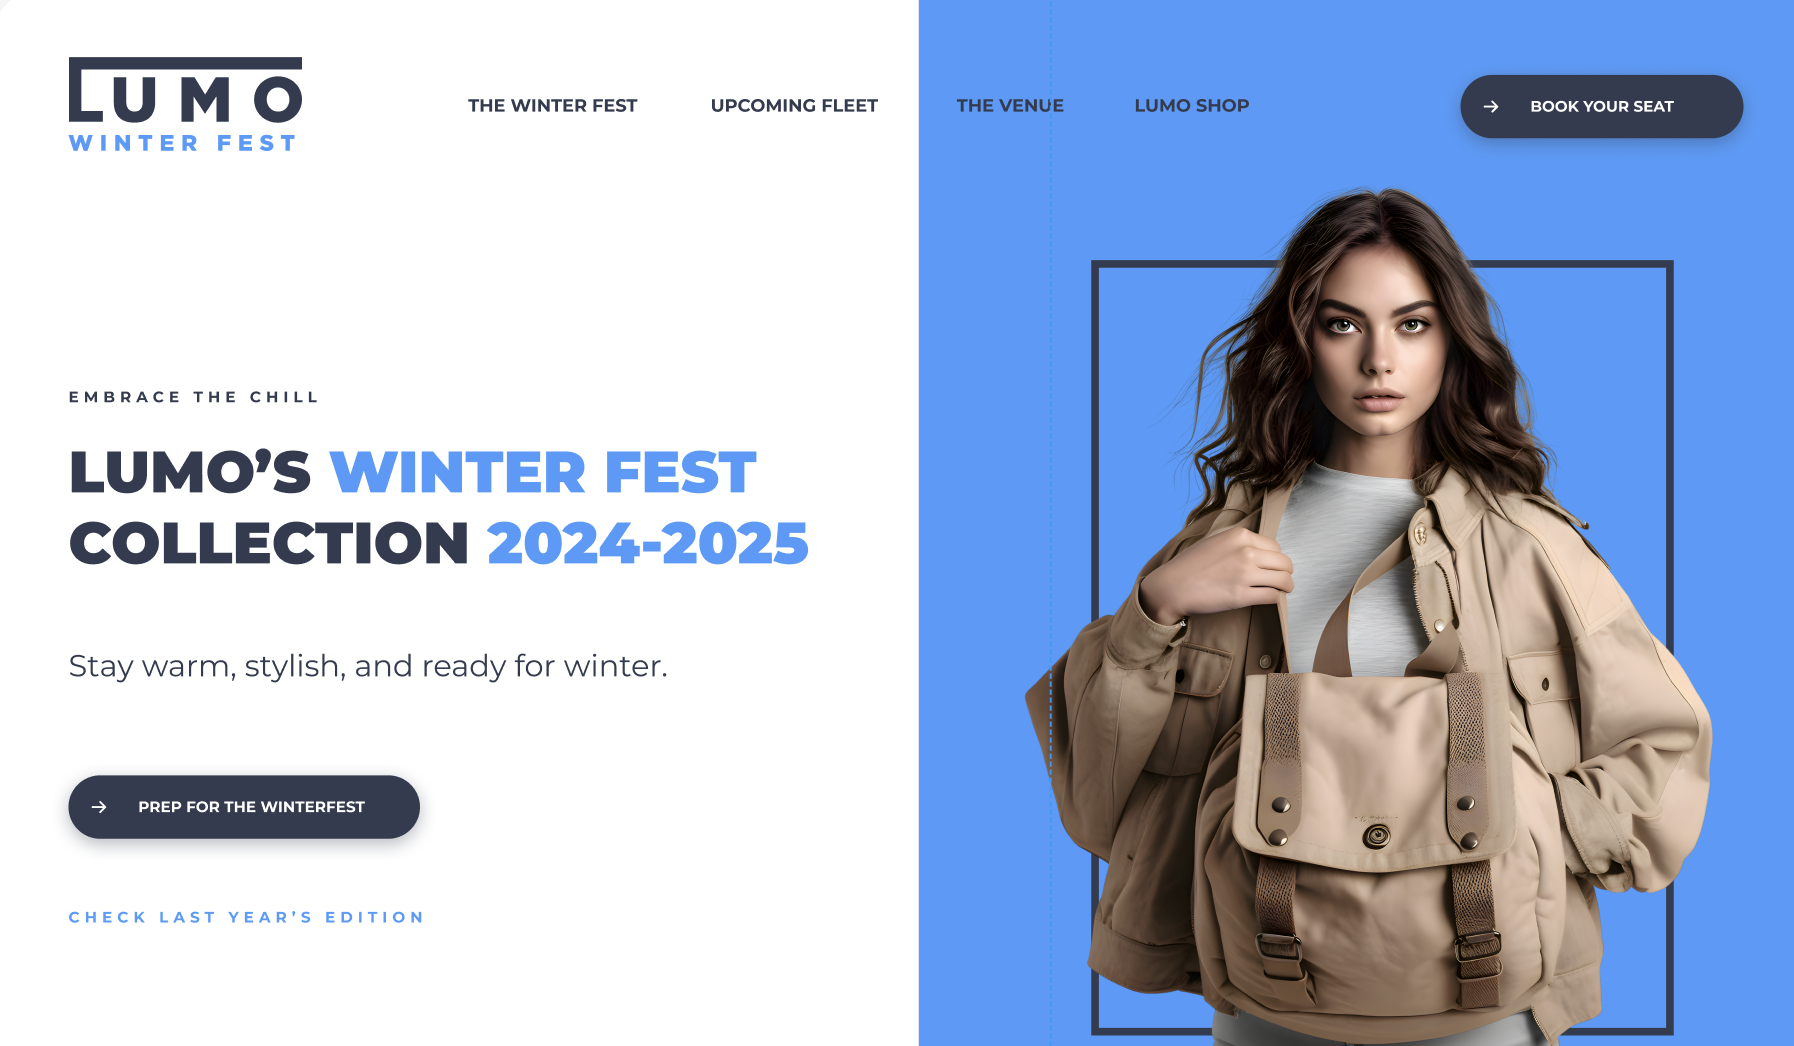 LUMO
WINTER FEST
THE WINTER FEST
UPCOMING FLEET
THE VENUE
LUMO SHOP
BOOK YOUR SEAT
EMBRACE THE CHILL
LUMO’S WINTER FEST
COLLECTION 2024-2025
Stay warm, stylish, and ready for winter.
PREP FOR THE WINTERFEST
CHECK LAST YEAR’S EDITION